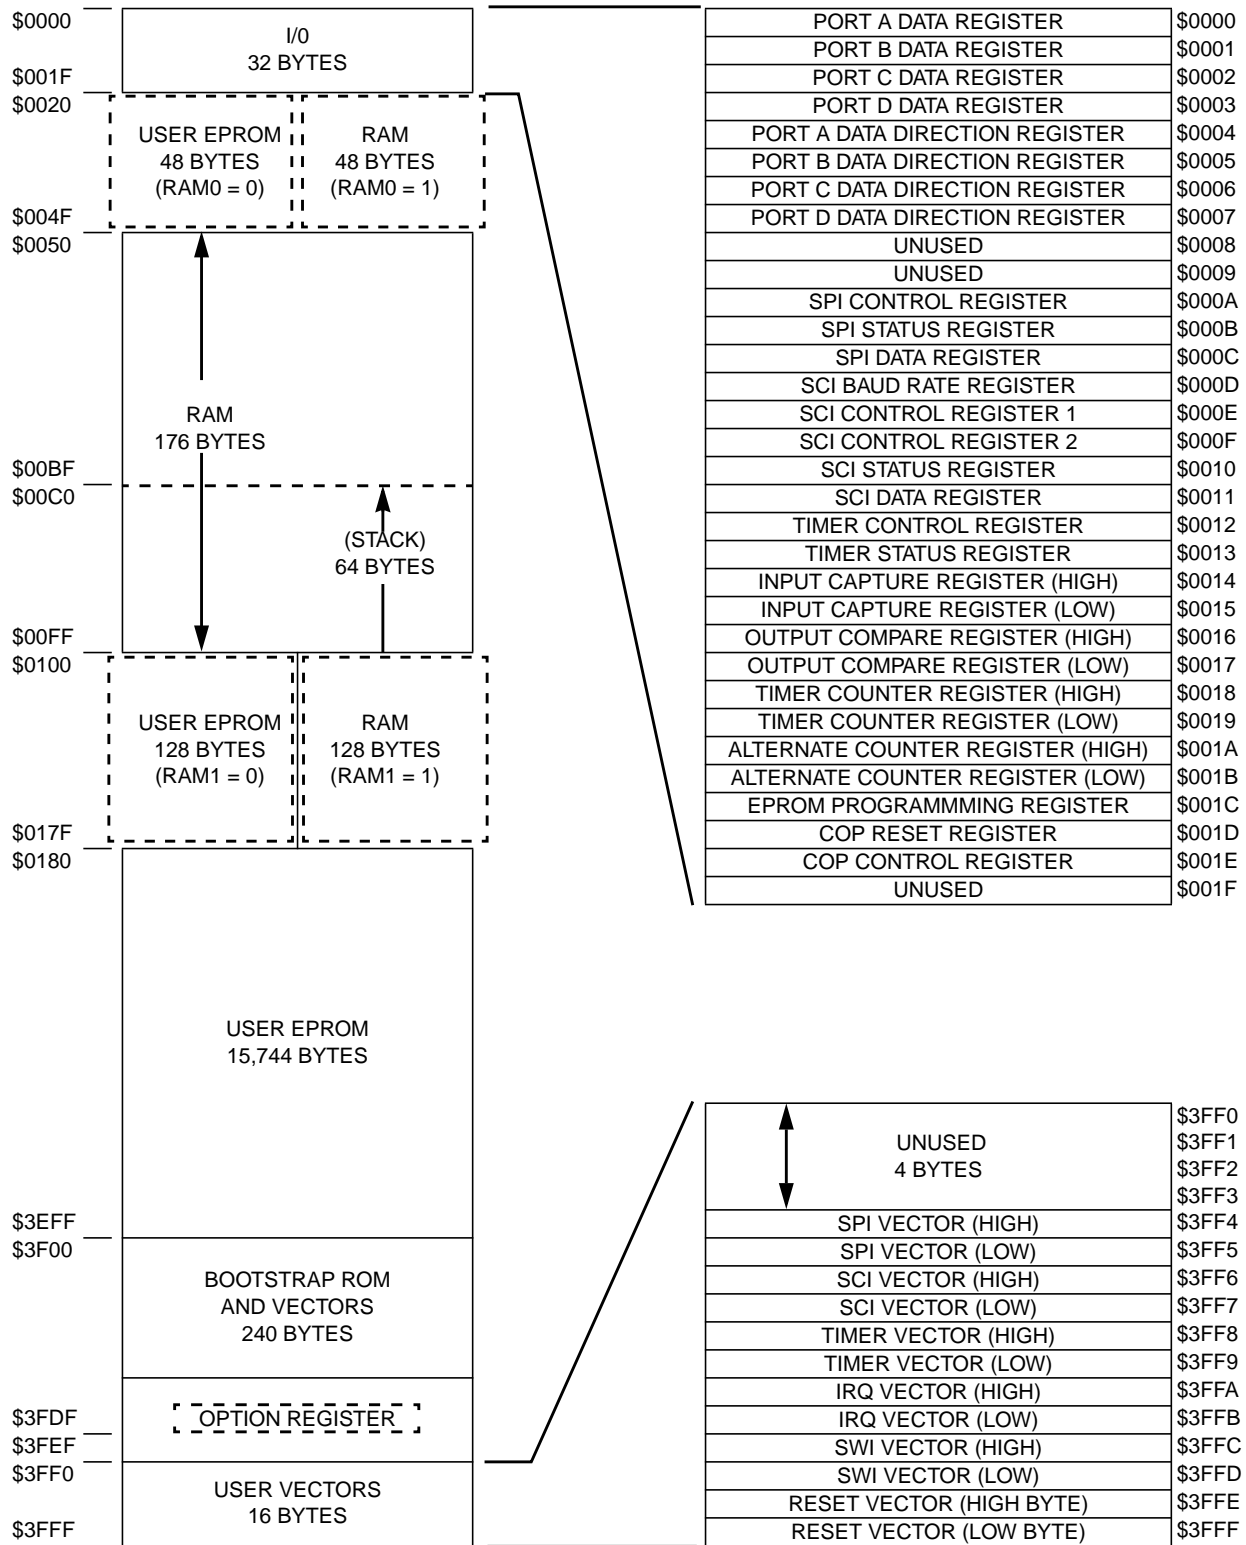 $0000
I/0
32 BYTES
$001F
$0020
USER EPROM
48 BYTES
(RAM0 = 0)
RAM
48 BYTES
(RAM0 = 1)
$004F
$0050
RAM
176 BYTES
$00BF
$00C0
(STACK)
64 BYTES
$00FF
$0100
USER EPROM
128 BYTES
(RAM1 = 0)
RAM
128 BYTES
(RAM1 = 1)
$017F
$0180
USER EPROM
15,744 BYTES
$3EFF
$3F00
BOOTSTRAP ROM
AND VECTORS
240 BYTES
$3FDF
OPTION REGISTER
$3FEF
$3FF0
USER VECTORS
16 BYTES
$3FFF
PORT A DATA REGISTER $0000
PORT B DATA REGISTER $0001
PORT C DATA REGISTER $0002
PORT D DATA REGISTER $0003
PORT A DATA DIRECTION REGISTER $0004
PORT B DATA DIRECTION REGISTER $0005
PORT C DATA DIRECTION REGISTER $0006
PORT D DATA DIRECTION REGISTER $0007
UNUSED $0008
UNUSED $0009
SPI CONTROL REGISTER $000A
SPI STATUS REGISTER $000B
SPI DATA REGISTER $000C
SCI BAUD RATE REGISTER $000D
SCI CONTROL REGISTER 1 $000E
SCI CONTROL REGISTER 2 $000F
SCI STATUS REGISTER $0010
SCI DATA REGISTER $0011
TIMER CONTROL REGISTER $0012
TIMER STATUS REGISTER $0013
INPUT CAPTURE REGISTER (HIGH) $0014
INPUT CAPTURE REGISTER (LOW) $0015
OUTPUT COMPARE REGISTER (HIGH) $0016
OUTPUT COMPARE REGISTER (LOW) $0017
TIMER COUNTER REGISTER (HIGH) $0018
TIMER COUNTER REGISTER (LOW) $0019
ALTERNATE COUNTER REGISTER (HIGH) $001A
ALTERNATE COUNTER REGISTER (LOW) $001B
EPROM PROGRAMMMING REGISTER $001C
COP RESET REGISTER $001D
COP CONTROL REGISTER $001E
UNUSED $001F
UNUSED
4 BYTES
$3FF0
$3FF1
$3FF2
$3FF3
SPI VECTOR (HIGH) $3FF4
SPI VECTOR (LOW) $3FF5
SCI VECTOR (HIGH) $3FF6
SCI VECTOR (LOW) $3FF7
TIMER VECTOR (HIGH) $3FF8
TIMER VECTOR (LOW) $3FF9
IRQ VECTOR (HIGH) $3FFA
IRQ VECTOR (LOW) $3FFB
SWI VECTOR (HIGH) $3FFC
SWI VECTOR (LOW) $3FFD
RESET VECTOR (HIGH BYTE) $3FFE
RESET VECTOR (LOW BYTE) $3FFF